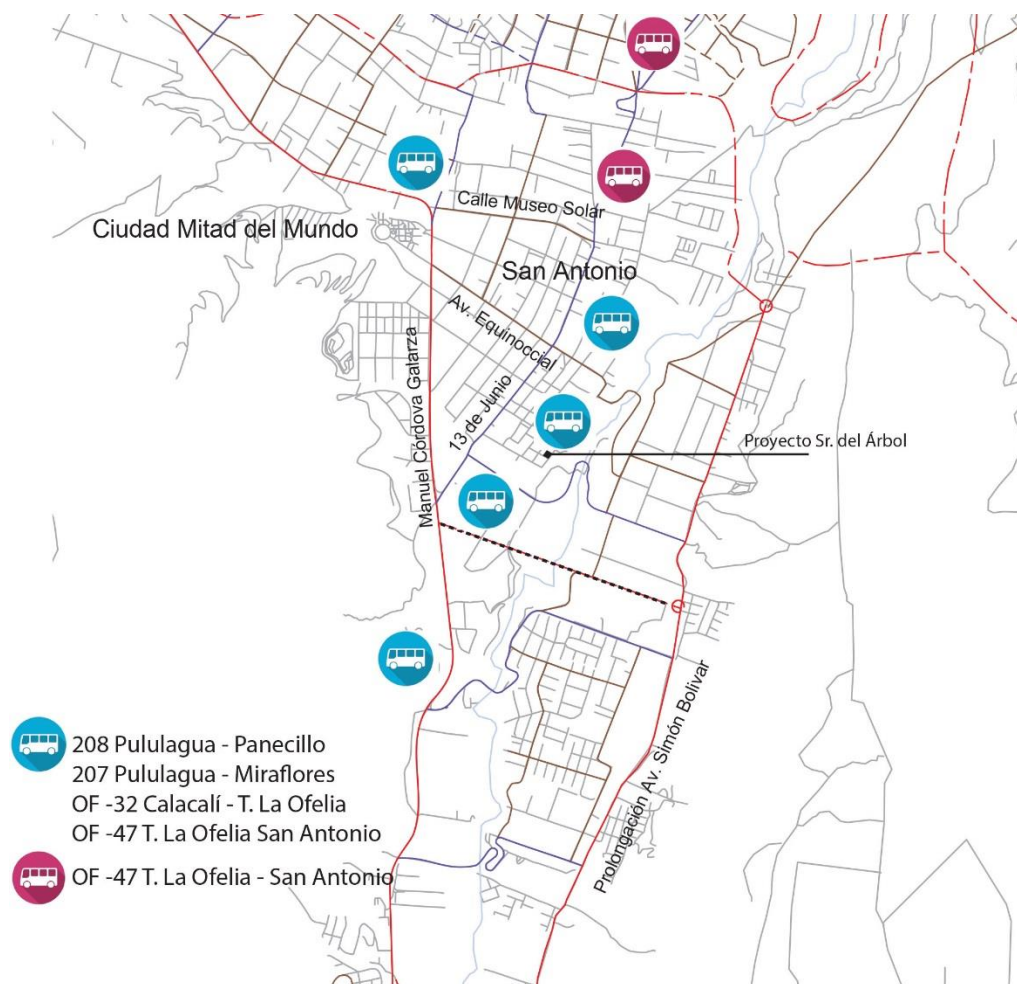 Calle Museo Solar
Ciudad Mitad del Mundo
San Antonio
Av. Equinoccial
Manuel Córdova Galarza
13 de Junio
Proyecto Sr. del Árbol
Prolongación Av. Simón Bolivar
208 Pululagua - Panecillo
207 Pululagua - Miraflores
OF -32 Calacalí - T. La Ofelia
OF -47 T. La Ofelia San Antonio
OF -47 T. La Ofelia - San Antonio